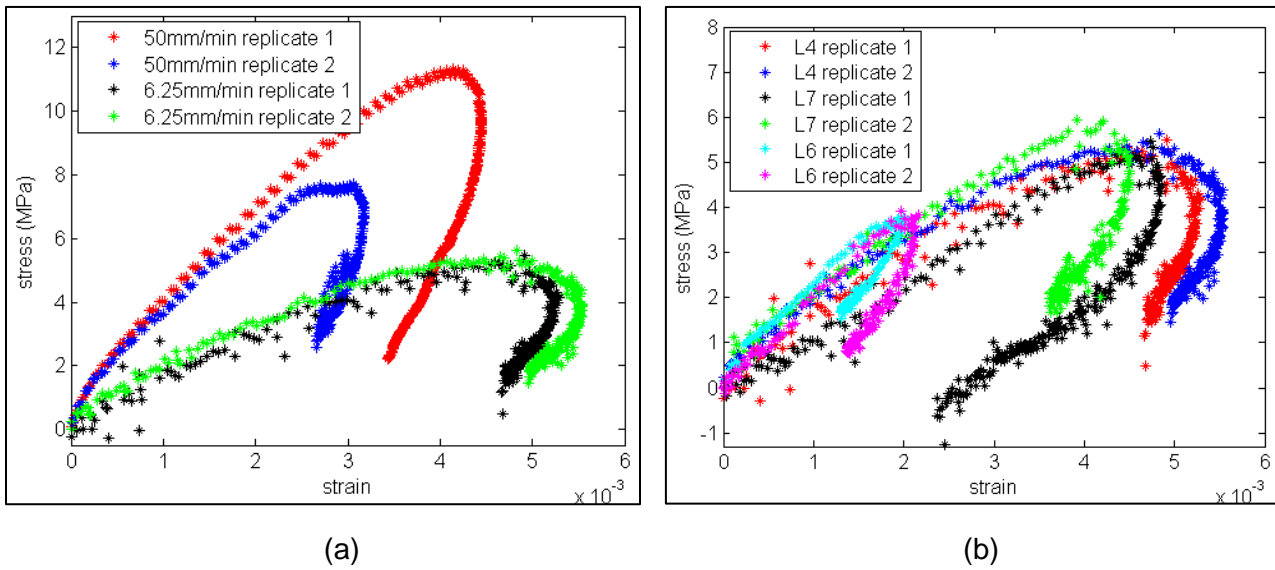 12
10
8
6
4
2
0
stress (MPa)
50mm/min replicate 1
50mm/min replicate 2
6.25mm/min replicate 1
6.25mm/min replicate 2
0 1 2 3 4 5 6
strain
x 10⁻³
(a)
8
7
6
5
4
3
2
1
0
-1
stress (MPa)
L4 replicate 1
L4 replicate 2
L7 replicate 1
L7 replicate 2
L6 replicate 1
L6 replicate 2
0 1 2 3 4 5 6
strain
x 10⁻³
(b)